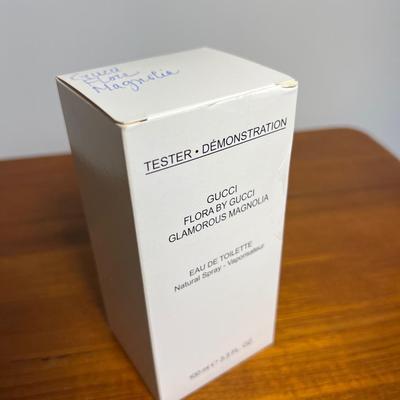 Gucci
Flora
Magnolia
TESTER • DÉMONSTRATION
GUCCI
FLORA BY GUCCI
GLAMOROUS MAGNOLIA
EAU DE TOILETTE
Natural Spray - Vaporisateur
100 ml e 3.3 FL. OZ.